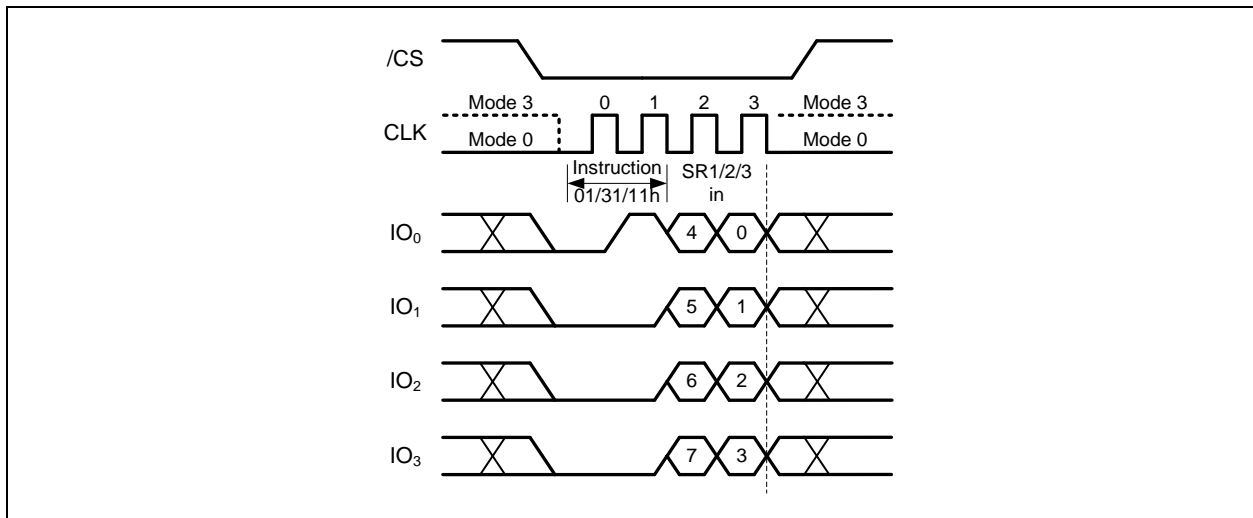 /CS
Mode 3 0 1 2 3 Mode 3
CLK
Mode 0 Mode 0
Instruction SR1/2/3
01/31/11h in
IO₀ 4 0
IO₁ 5 1
IO₂ 6 2
IO₃ 7 3